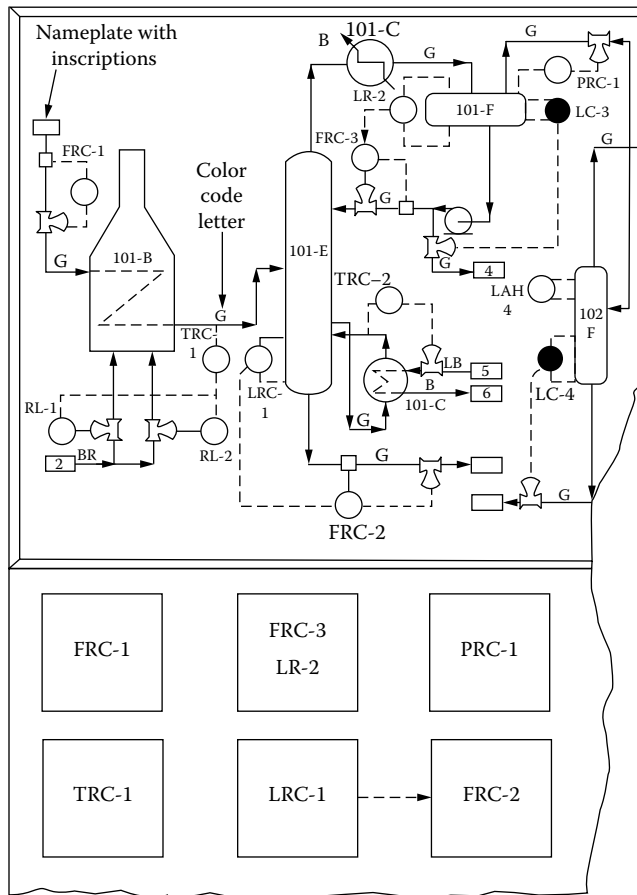 Nameplate with
inscriptions
101-C
B
G
G
LR-2
PRC-1
101-F
LC-3
FRC-1
FRC-3
Color
code
letter
G
G
101-B
101-E
G
4
G
TRC–2
LAH
4
102
F
G
TRC-
1
LRC-
1
LB
5
B
6
101-C
LC-4
RL-1
G
2
BR
RL-2
G
G
FRC-2
FRC-1
FRC-3
LR-2
PRC-1
TRC-1
LRC-1
FRC-2